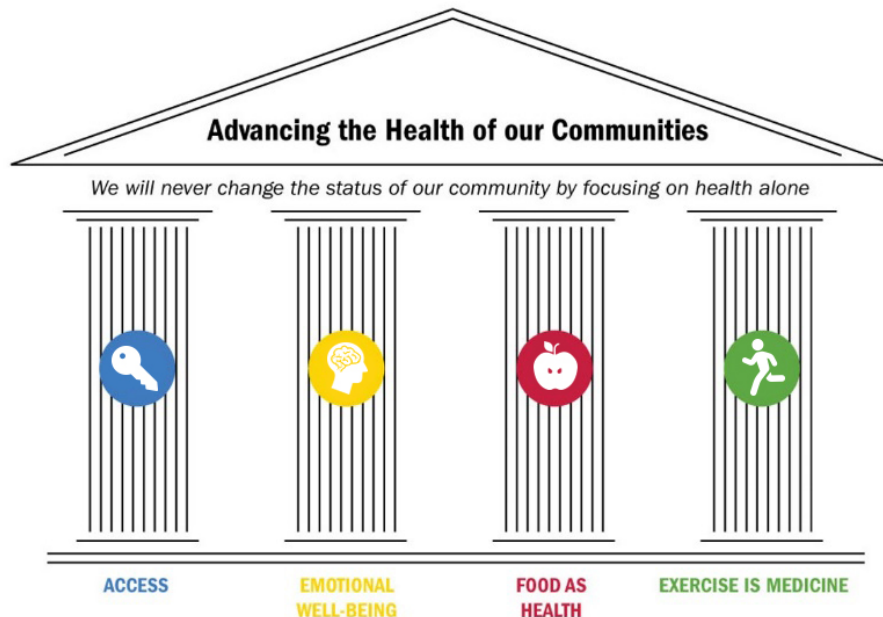 Advancing the Health of our Communities
We will never change the status of our community by focusing on health alone
ACCESS
EMOTIONAL
WELL-BEING
FOOD AS
HEALTH
EXERCISE IS MEDICINE